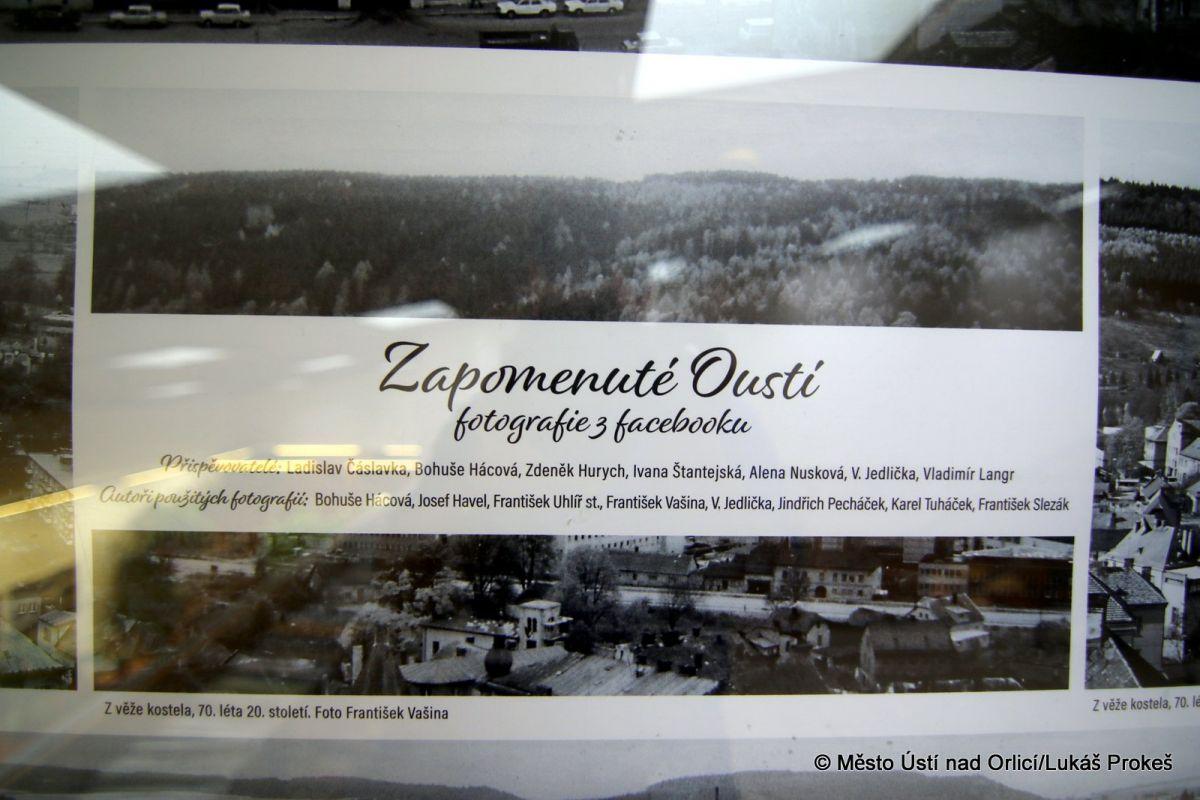 Zapomenuté Oustí
fotografie z facebooku
Přispěvovatelé: Ladislav Čáslavka, Bohuše Hácová, Zdeněk Hurych, Ivana Štantejská, Alena Nusková, V. Jedlička, Vladimír Langr
Autoři použitých fotografií: Bohuše Hácová, Josef Havel, František Uhlíř st., František Vašina, V. Jedlička, Jindřich Pecháček, Karel Tuháček, František Slezák
Z věže kostela, 70. léta 20. století. Foto František Vašina
Z věže kostela, 70. lé
© Město Ústí nad Orlicí/Lukáš Prokeš